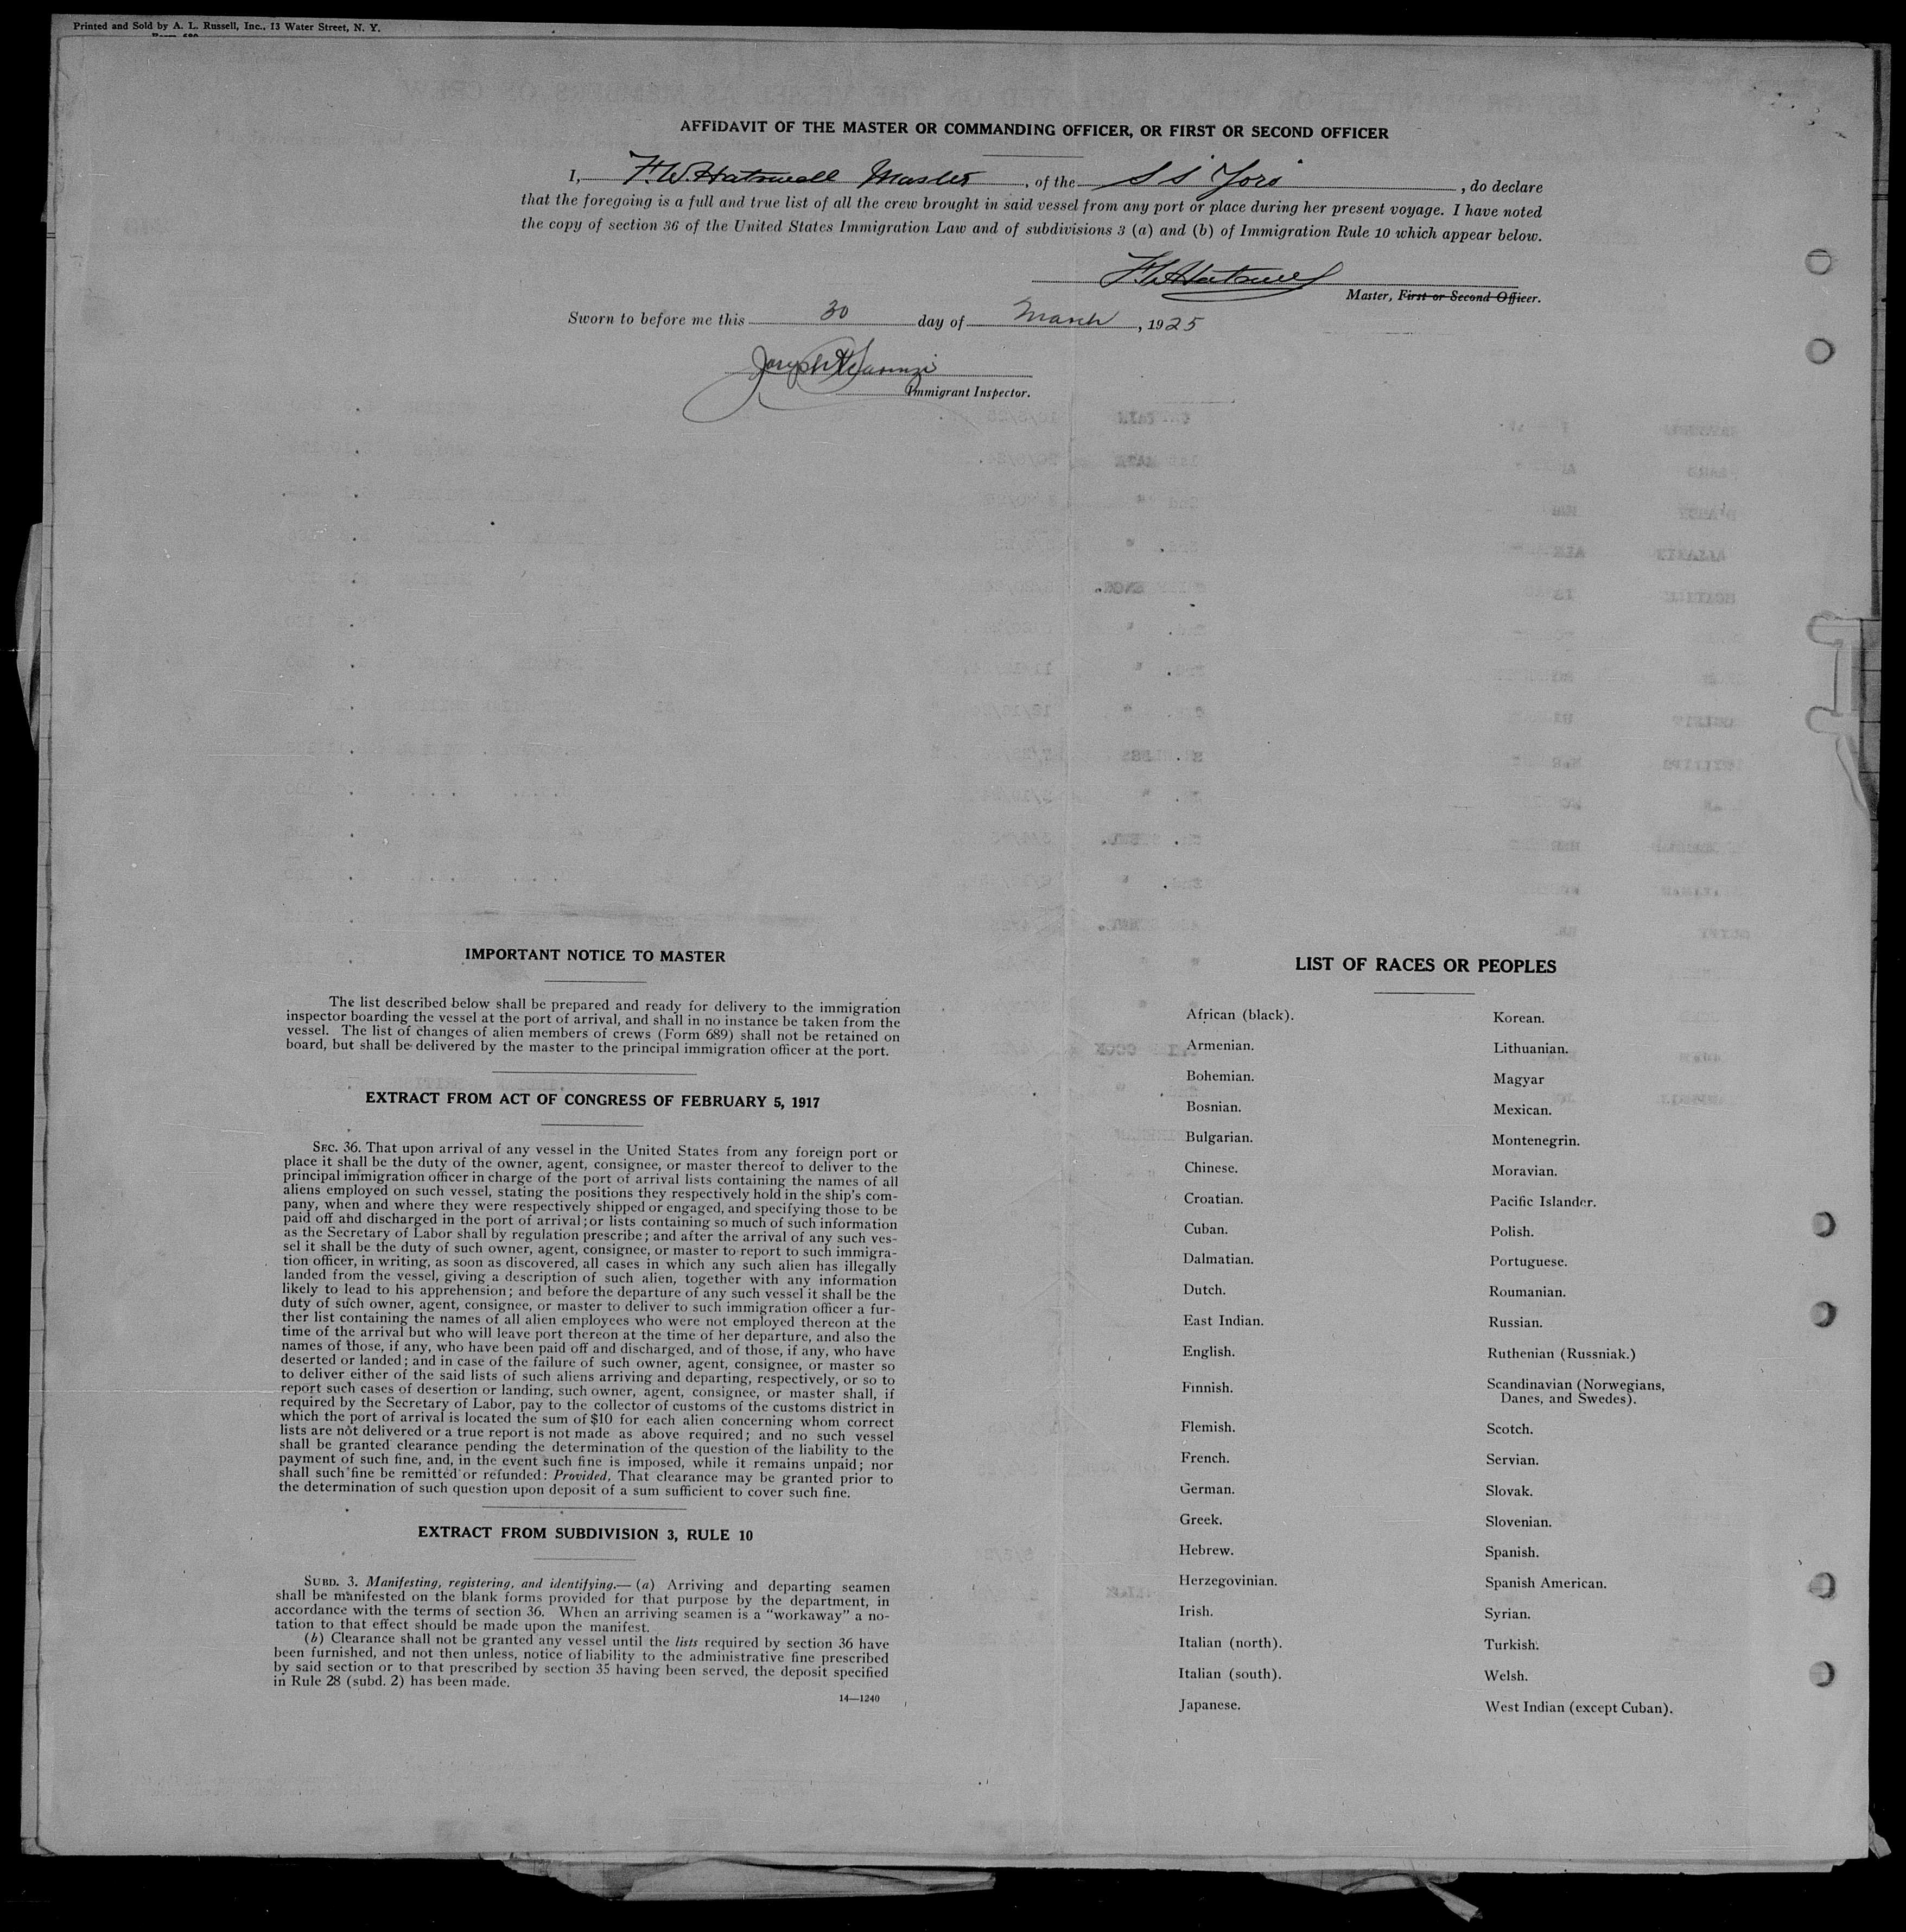 Printed and Sold by A. L. Russell, Inc., 13 Water Street, N. Y.
AFFIDAVIT OF THE MASTER OR COMMANDING OFFICER, OR FIRST OR SECOND OFFICER
I, F. W. Hatswell Master, of the S S Yoro, do declare
that the foregoing is a full and true list of all the crew brought in said vessel from any port or place during her present voyage. I have noted
the copy of section 36 of the United States Immigration Law and of subdivisions 3 (a) and (b) of Immigration Rule 10 which appear below.
F W Hatswell
Master, First or Second Officer.
Sworn to before me this 30 day of March, 1925
Joseph
Immigrant Inspector.
IMPORTANT NOTICE TO MASTER
The list described below shall be prepared and ready for delivery to the immigration
inspector boarding the vessel at the port of arrival, and shall in no instance be taken from the
vessel. The list of changes of alien members of crews (Form 689) shall not be retained on
board, but shall be delivered by the master to the principal immigration officer at the port.
EXTRACT FROM ACT OF CONGRESS OF FEBRUARY 5, 1917
SEC. 36. That upon arrival of any vessel in the United States from any foreign port or
place it shall be the duty of the owner, agent, consignee, or master thereof to deliver to the
principal immigration officer in charge of the port of arrival lists containing the names of all
aliens employed on such vessel, stating the positions they respectively hold in the ship's com-
pany, when and where they were respectively shipped or engaged, and specifying those to be
paid off and discharged in the port of arrival; or lists containing so much of such information
as the Secretary of Labor shall by regulation prescribe; and after the arrival of any such ves-
sel it shall be the duty of such owner, agent, consignee, or master to report to such immigra-
tion officer, in writing, as soon as discovered, all cases in which any such alien has illegally
landed from the vessel, giving a description of such alien, together with any information
likely to lead to his apprehension; and before the departure of any such vessel it shall be the
duty of such owner, agent, consignee, or master to deliver to such immigration officer a fur-
ther list containing the names of all alien employees who were not employed thereon at the
time of the arrival but who will leave port thereon at the time of her departure, and also the
names of those, if any, who have been paid off and discharged, and of those, if any, who have
deserted or landed; and in case of the failure of such owner, agent, consignee, or master so
to deliver either of the said lists of such aliens arriving and departing, respectively, or so to
report such cases of desertion or landing, such owner, agent, consignee, or master shall, if
required by the Secretary of Labor, pay to the collector of customs of the customs district in
which the port of arrival is located the sum of $10 for each alien concerning whom correct
lists are not delivered or a true report is not made as above required; and no such vessel
shall be granted clearance pending the determination of the question of the liability to the
payment of such fine, and, in the event such fine is imposed, while it remains unpaid; nor
shall such fine be remitted or refunded: Provided, That clearance may be granted prior to
the determination of such question upon deposit of a sum sufficient to cover such fine.
EXTRACT FROM SUBDIVISION 3, RULE 10
SUBD. 3. Manifesting, registering, and identifying.—(a) Arriving and departing seamen
shall be manifested on the blank forms provided for that purpose by the department, in
accordance with the terms of section 36. When an arriving seamen is a "workaway" a no-
tation to that effect should be made upon the manifest.
(b) Clearance shall not be granted any vessel until the lists required by section 36 have
been furnished, and not then unless, notice of liability to the administrative fine prescribed
by said section or to that prescribed by section 35 having been served, the deposit specified
in Rule 28 (subd. 2) has been made.
14—1240
LIST OF RACES OR PEOPLES
African (black).
Armenian.
Bohemian.
Bosnian.
Bulgarian.
Chinese.
Croatian.
Cuban.
Dalmatian.
Dutch.
East Indian.
English.
Finnish.
Flemish.
French.
German.
Greek.
Hebrew.
Herzegovinian.
Irish.
Italian (north).
Italian (south).
Japanese.
Korean.
Lithuanian.
Magyar
Mexican.
Montenegrin.
Moravian.
Pacific Islander.
Polish.
Portuguese.
Roumanian.
Russian.
Ruthenian (Russniak.)
Scandinavian (Norwegians,
Danes, and Swedes).
Scotch.
Servian.
Slovak.
Slovenian.
Spanish.
Spanish American.
Syrian.
Turkish.
Welsh.
West Indian (except Cuban).